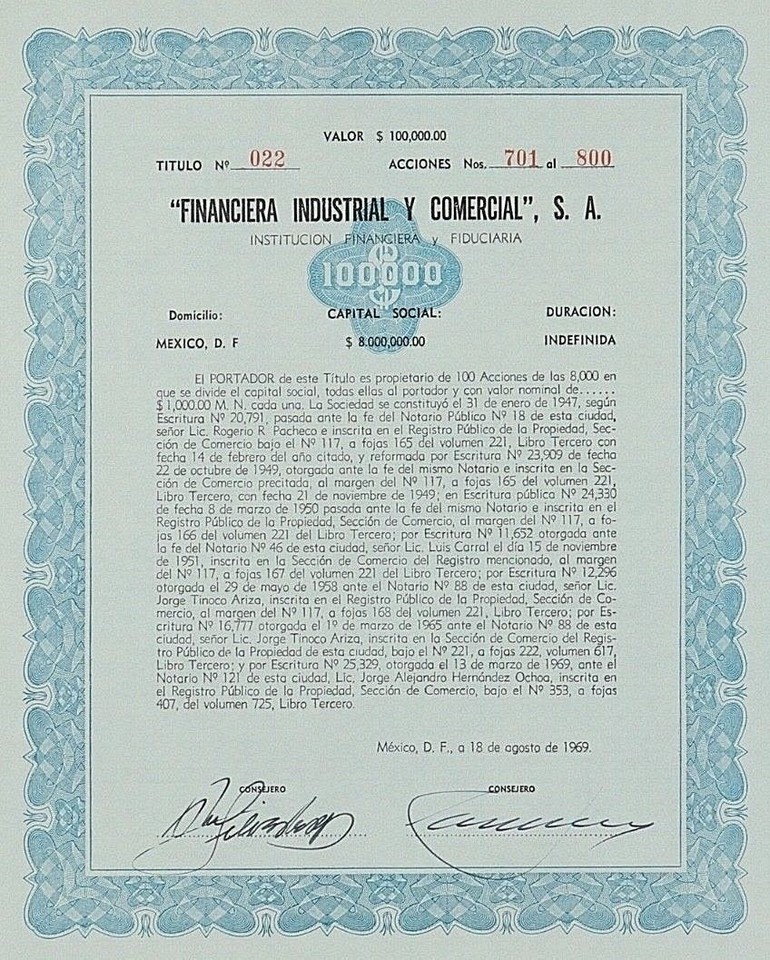 VALOR $ 100,000.00
TITULO Nº 022 ACCIONES Nos. 701 al 800
"FINANCIERA INDUSTRIAL Y COMERCIAL", S. A.
INSTITUCION FINANCIERA y FIDUCIARIA
$
100000
Domicilio: CAPITAL SOCIAL: DURACION:
MEXICO, D. F $ 8.000,000.00 INDEFINIDA
El PORTADOR de este Título es propietario de 100 Acciones de las 8,000 en
que se divide el capital social, todas ellas al portador y con valor nominal de......
$1,000.00 M. N. cada una. La Sociedad se constituyó el 31 de enero de 1947, según
Escritura Nº 20,791, pasada ante la fe del Notario Público Nº 18 de esta ciudad,
señor Lic. Rogerio R. Pacheco e inscrita en el Registro Público de la Propiedad, Sec-
ción de Comercio bajo el Nº 117, a fojas 165 del volumen 221, Libro Tercero con
fecha 14 de febrero del año citado, y reformada por Escritura Nº 23,909 de fecha
22 de octubre de 1949, otorgada ante la fe del mismo Notario e inscrita en la Sec-
ción de Comercio precitada, al margen del Nº 117, a fojas 165 del volumen 221,
Libro Tercero, con fecha 21 de noviembre de 1949; en Escritura pública Nº 24,330
de fecha 8 de marzo de 1950 pasada ante la fe del mismo Notario e inscrita en el
Registro Público de la Propiedad, Sección de Comercio, al margen del Nº 117, a fo-
jas 166 del volumen 221 del Libro Tercero; por Escritura Nº 11,652 otorgada ante
la fe del Notario Nº 46 de esta ciudad, señor Lic. Luis Carral el día 15 de noviembre
de 1951, inscrita en la Sección de Comercio del Registro mencionado, al margen
del Nº 117, a fojas 167 del volumen 221 del Libro Tercero; por Escritura Nº 12,296
otorgada el 29 de mayo de 1958 ante el Notario Nº 88 de esta ciudad, señor Lic.
Jorge Tinoco Ariza, inscrita en el Registro Público de la Propiedad, Sección de Co-
mercio, al margen del Nº 117, a fojas 168 del volumen 221, Libro Tercero; por Es-
critura Nº 16,777 otorgada el 1º de marzo de 1965 ante el Notario Nº 88 de esta
ciudad, señor Lic. Jorge Tinoco Ariza, inscrita en la Sección de Comercio del Regis-
tro Público de la Propiedad de esta ciudad, bajo el Nº 221, a fojas 222, volumen 617,
Libro Tercero; y por Escritura Nº 25,329, otorgada el 13 de marzo de 1969, ante el
Notario Nº 121 de esta ciudad, Lic. Jorge Alejandro Hernández Ochoa, inscrita en
el Registro Público de la Propiedad, Sección de Comercio, bajo el Nº 353, a fojas
407, del volumen 725, Libro Tercero.
México, D. F., a 18 de agosto de 1969.
CONSEJERO CONSEJERO